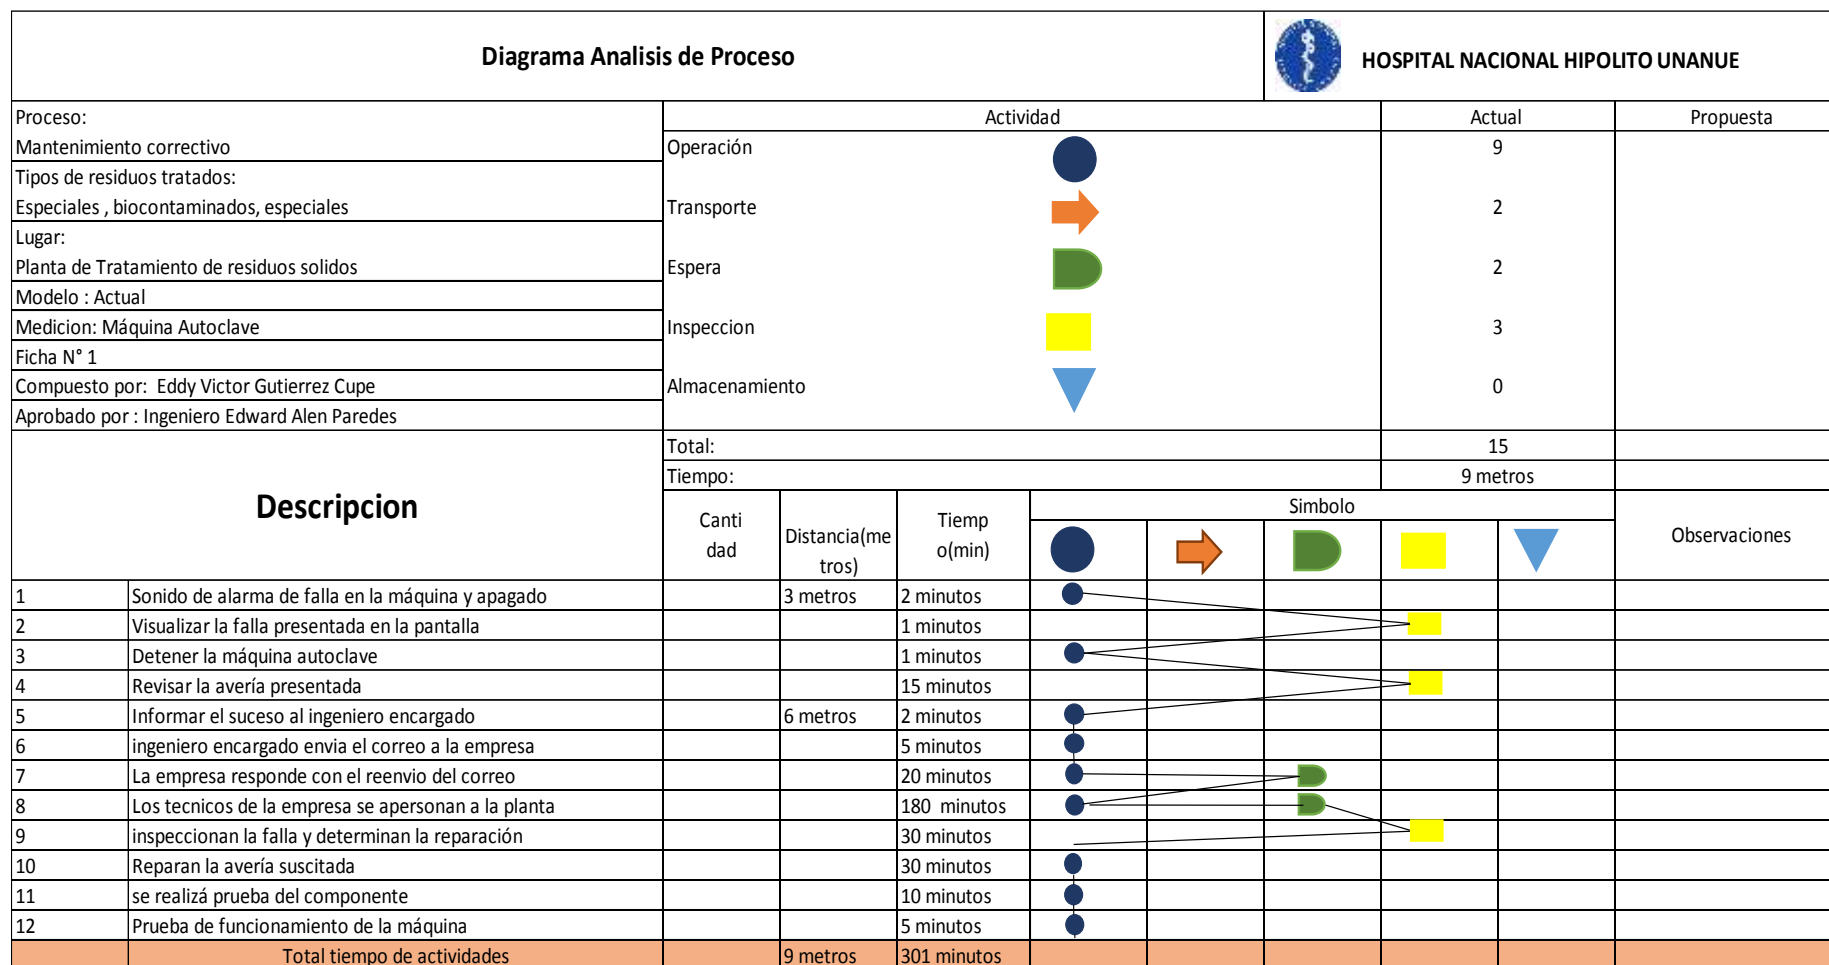 Diagrama Analisis de Proceso
HOSPITAL NACIONAL HIPOLITO UNANUE
Proceso:
Actividad
Actual
Propuesta
Mantenimiento correctivo
Operación
9
Tipos de residuos tratados:
Especiales , biocontaminados, especiales
Transporte
2
Lugar:
Planta de Tratamiento de residuos solidos
Espera
2
Modelo : Actual
Medicion: Máquina Autoclave
Inspeccion
3
Ficha N° 1
Compuesto por:  Eddy Victor Gutierrez Cupe
Almacenamiento
0
Aprobado por : Ingeniero Edward Alen Paredes
Total:
15
Tiempo:
9 metros
Descripcion
Canti
dad
Distancia(me
tros)
Tiemp
o(min)
Simbolo
Observaciones
1 Sonido de alarma de falla en la máquina y apagado 3 metros 2 minutos
2 Visualizar la falla presentada en la pantalla 1 minutos
3 Detener la máquina autoclave 1 minutos
4 Revisar la avería presentada 15 minutos
5 Informar el suceso al ingeniero encargado 6 metros 2 minutos
6 ingeniero encargado envia el correo a la empresa 5 minutos
7 La empresa responde con el reenvio del correo 20 minutos
8 Los tecnicos de la empresa se apersonan a la planta 180  minutos
9 inspeccionan la falla y determinan la reparación 30 minutos
10 Reparan la avería suscitada 30 minutos
11 se realizá prueba del componente 10 minutos
12 Prueba de funcionamiento de la máquina 5 minutos
Total tiempo de actividades 9 metros 301 minutos